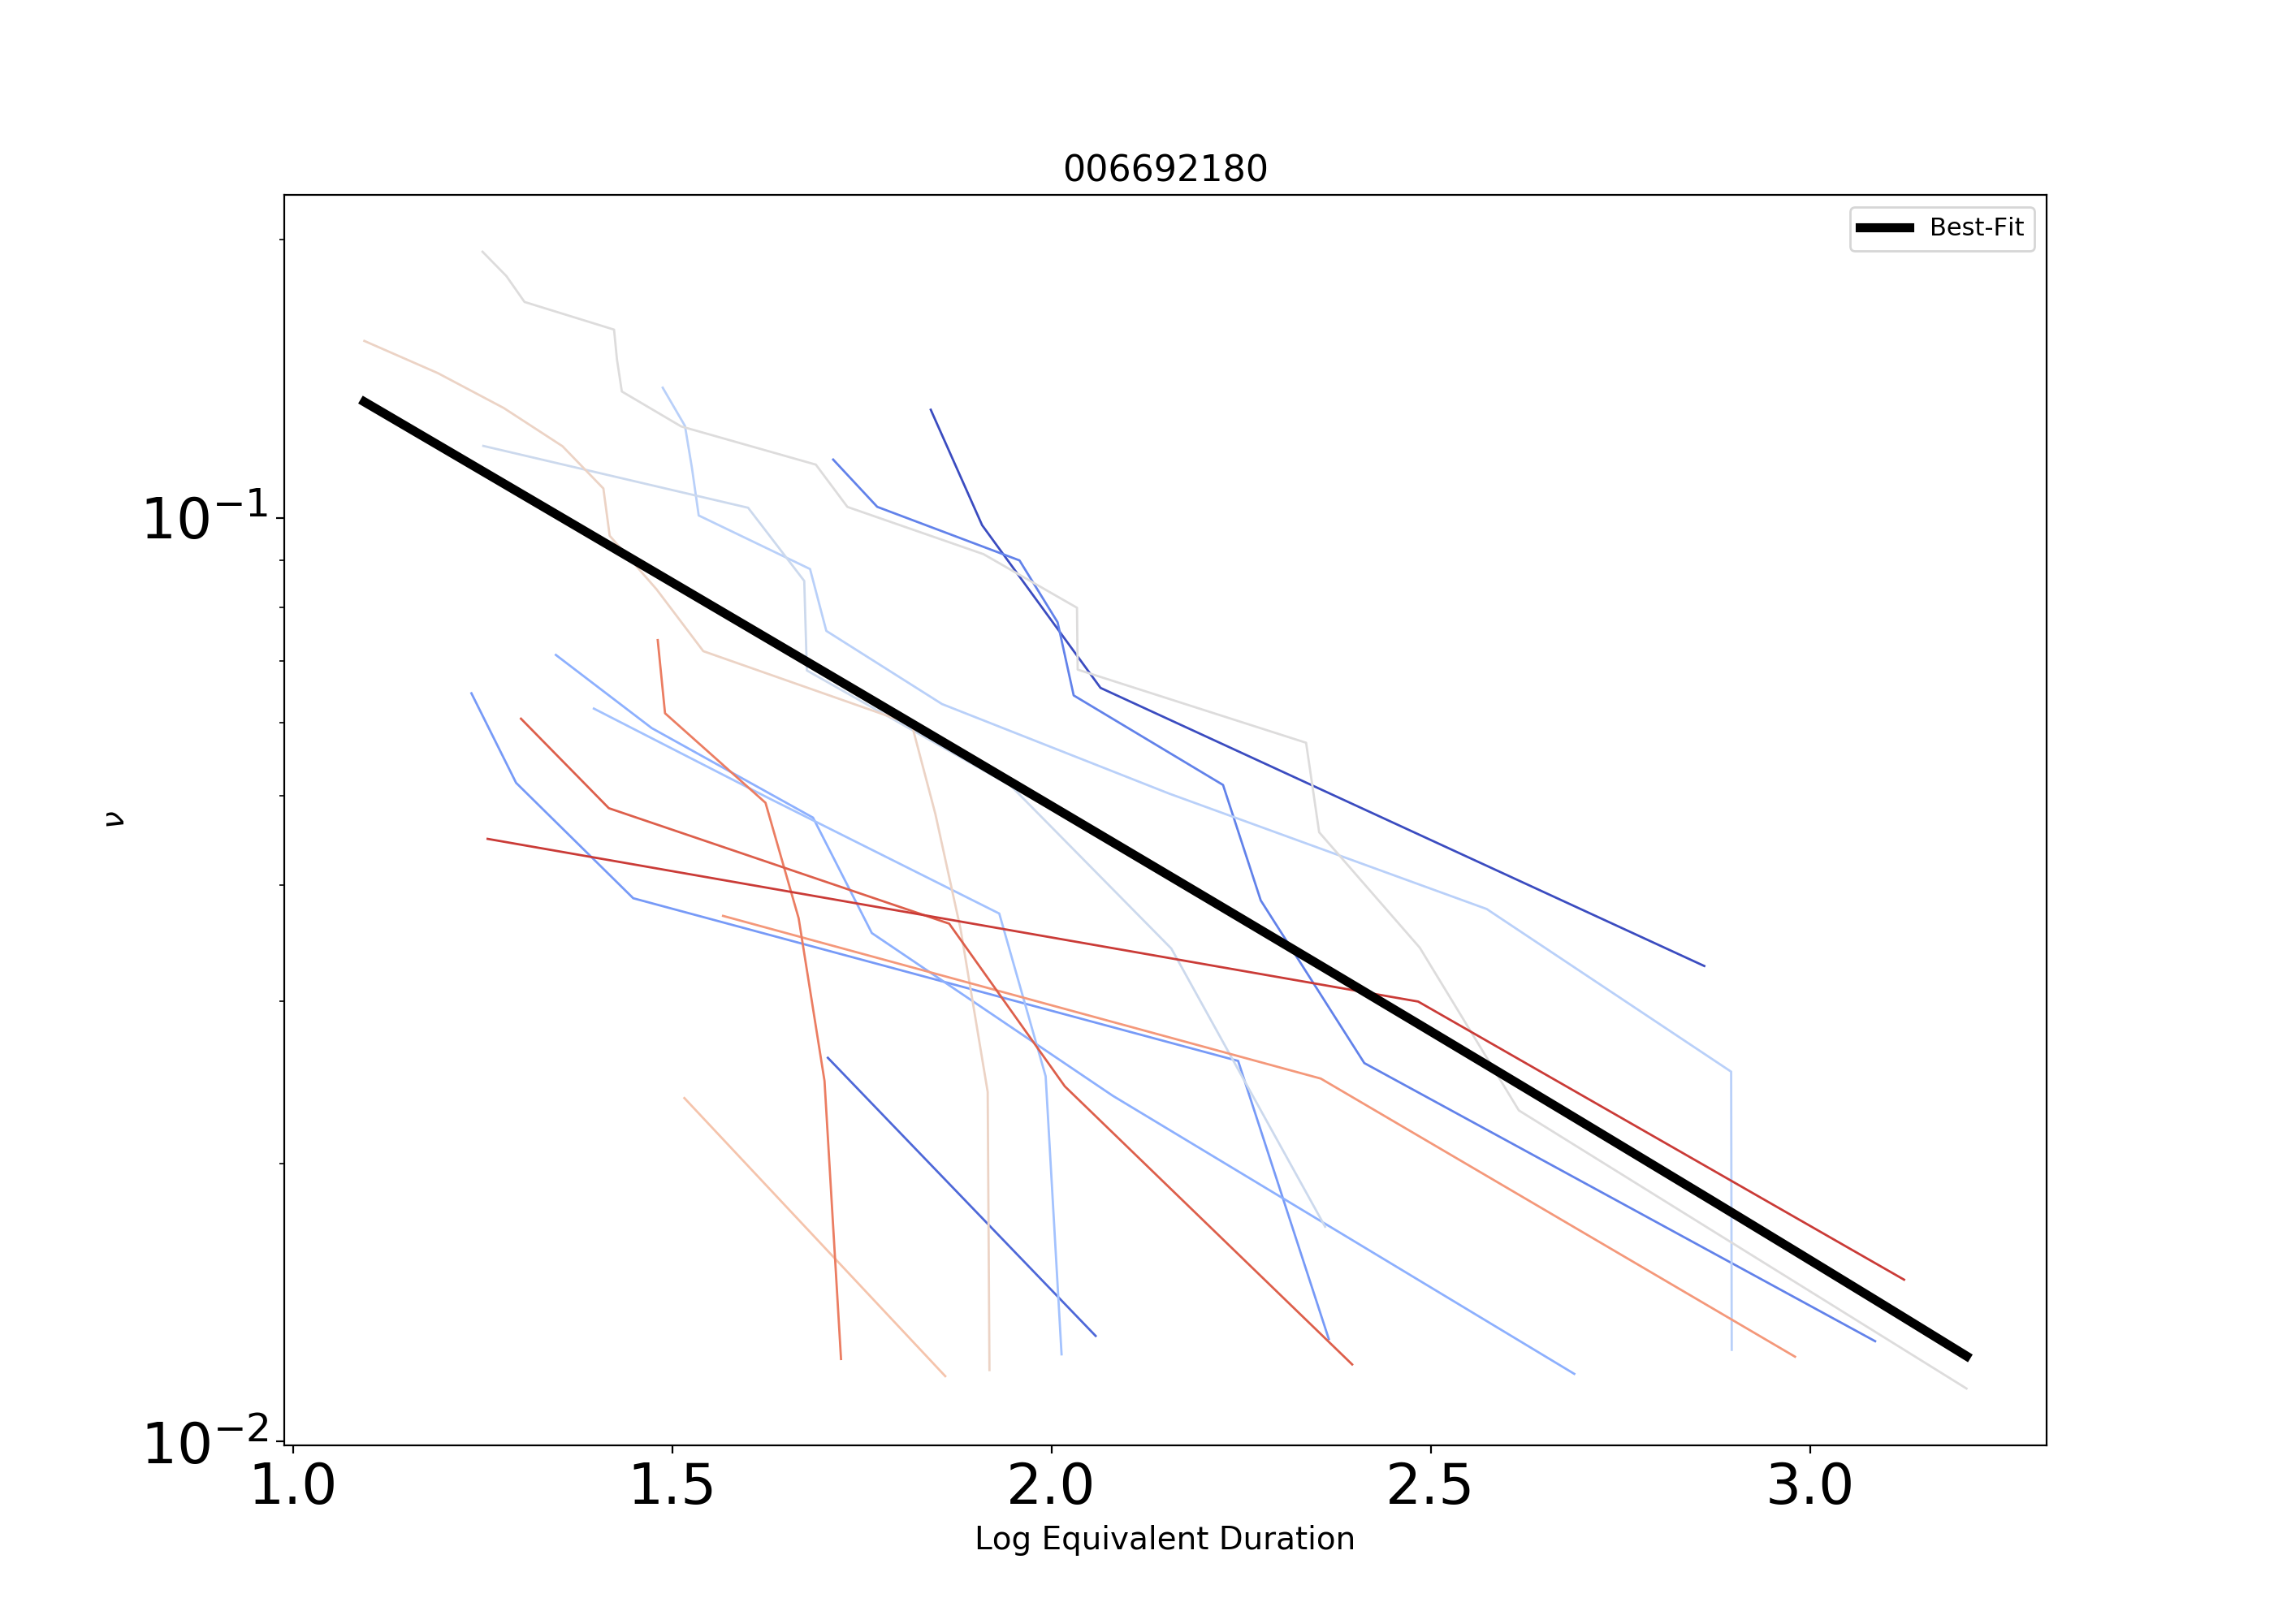 006692180
Best-Fit
10⁻¹
ν
10⁻²
1.0 1.5 2.0 2.5 3.0
Log Equivalent Duration